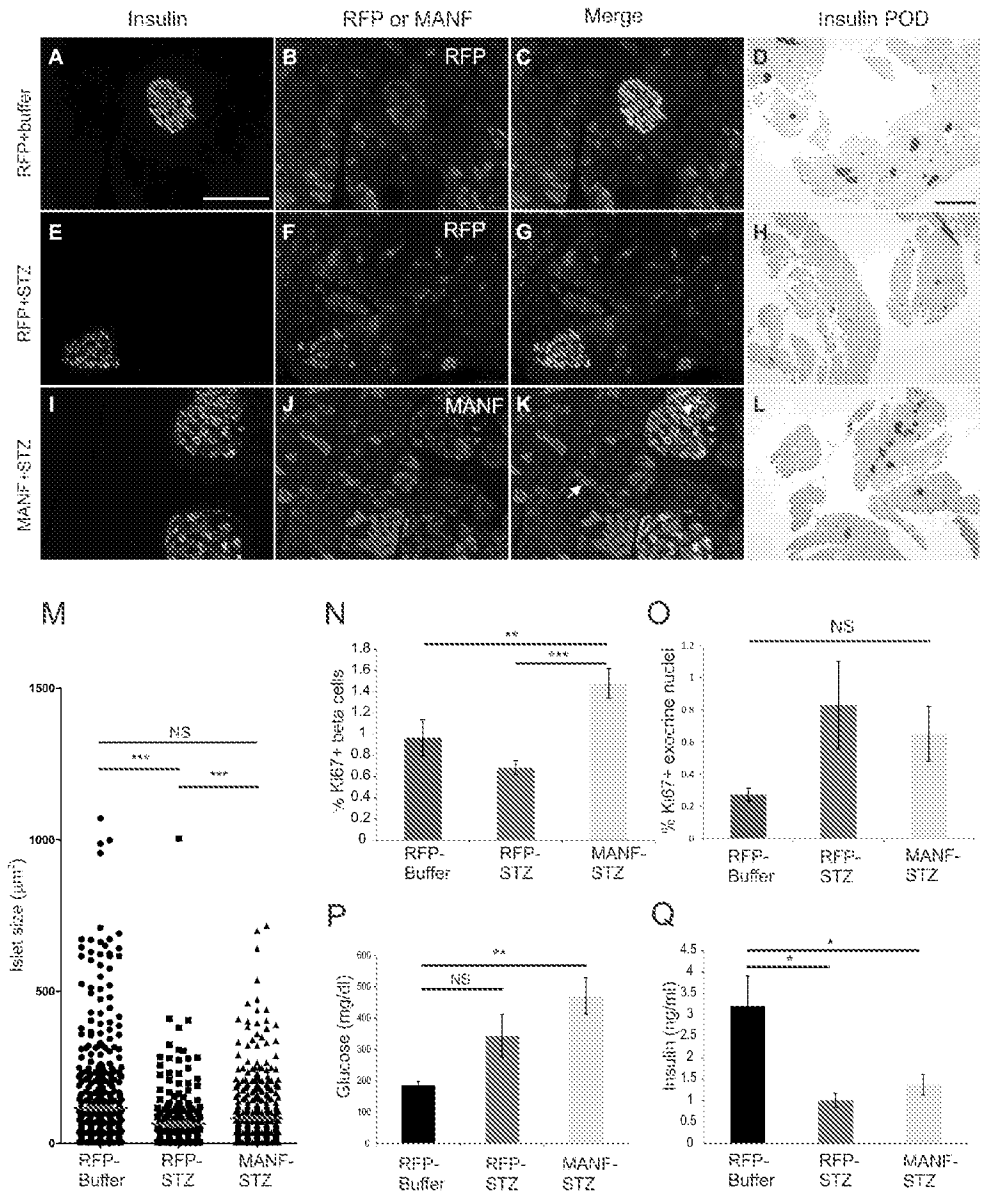 Insulin RFP or MANF Merge Insulin POD
RFP+buffer
A B RFP C D
RFP+STZ
E F RFP G H
MANF+STZ
I J MANF K L
M
Islet size (µm²)
1500
1000
500
0
NS
*** ***
RFP-Buffer RFP-STZ MANF-STZ
N
% Ki67+ beta cells
1.8
1.6
1.4
1.2
1
0.8
0.6
0.4
0.2
0
**
***
RFP-Buffer RFP-STZ MANF-STZ
O
% Ki67+ exocrine nuclei
1.2
1
0.8
0.6
0.4
0.2
0
NS
RFP-Buffer RFP-STZ MANF-STZ
P
Glucose (mg/dl)
600
500
400
300
200
100
0
**
NS
RFP-Buffer RFP-STZ MANF-STZ
Q
Insulin (ng/ml)
4.5
4
3.5
3
2.5
2
1.5
1
0.5
0
*
*
RFP-Buffer RFP-STZ MANF-STZ